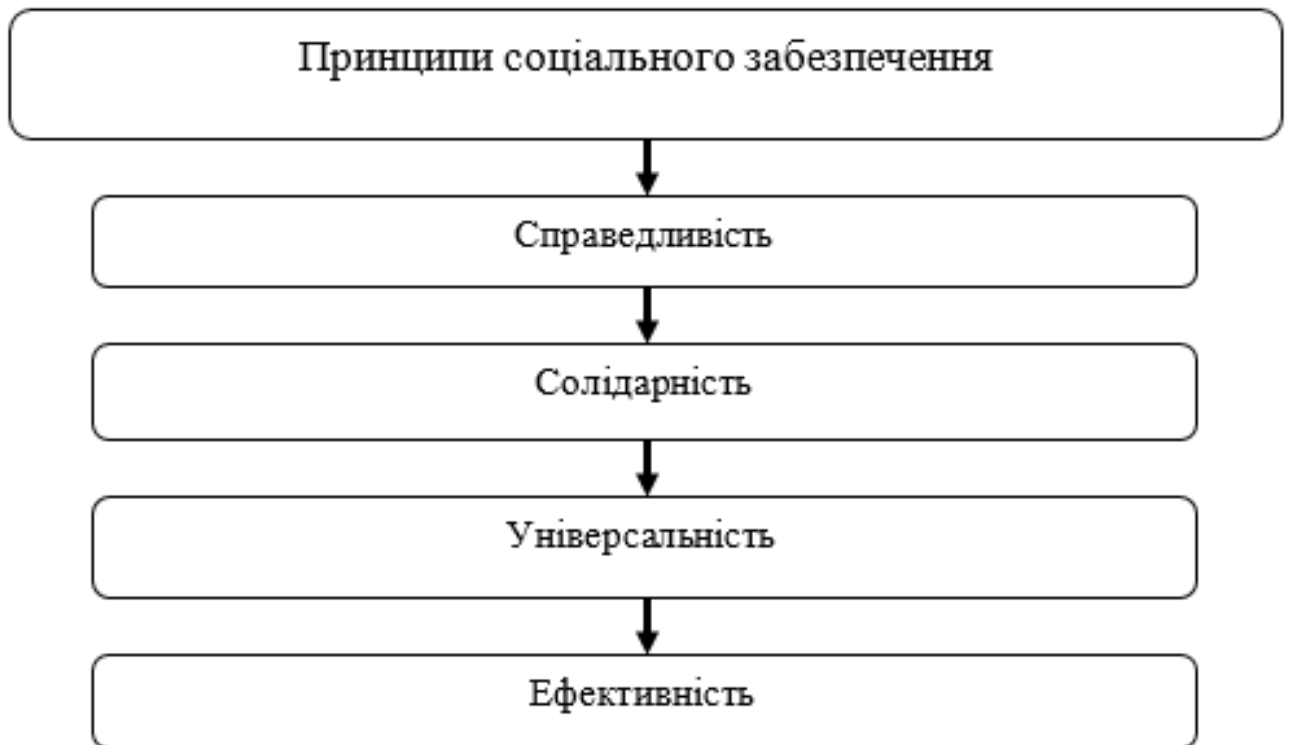 Принципи соціального забезпечення
Справедливість
Солідарність
Універсальність
Ефективність